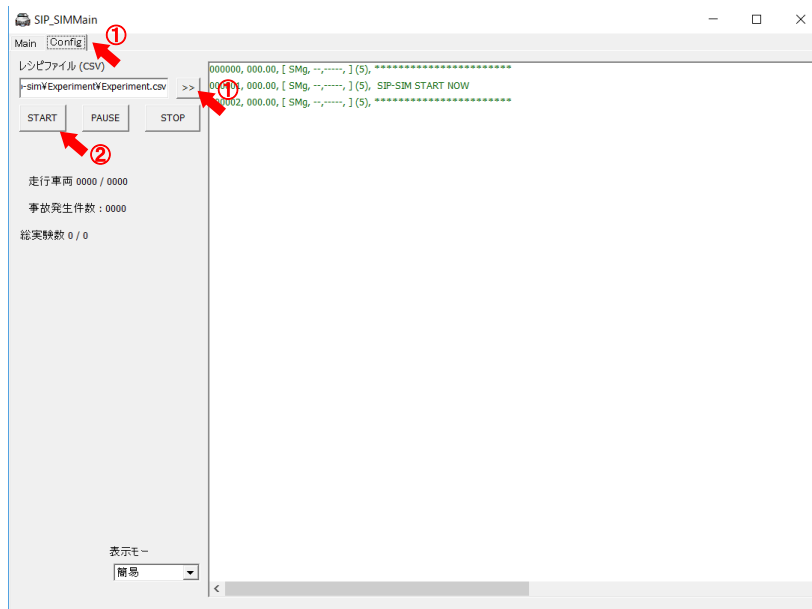 SIP_SIMMain
Main Config ①
レシピファイル (CSV)
›-sim¥Experiment¥Experiment.csv >> ①
START PAUSE STOP
②
走行車両 0000 / 0000
事故発生件数：0000
総実験数 0 / 0
000000, 000.00, [ SMg, --,-----, ] (5), ***********************
000001, 000.00, [ SMg, --,-----, ] (5), SIP-SIM START NOW
000002, 000.00, [ SMg, --,-----, ] (5), ***********************
表示モー
簡易